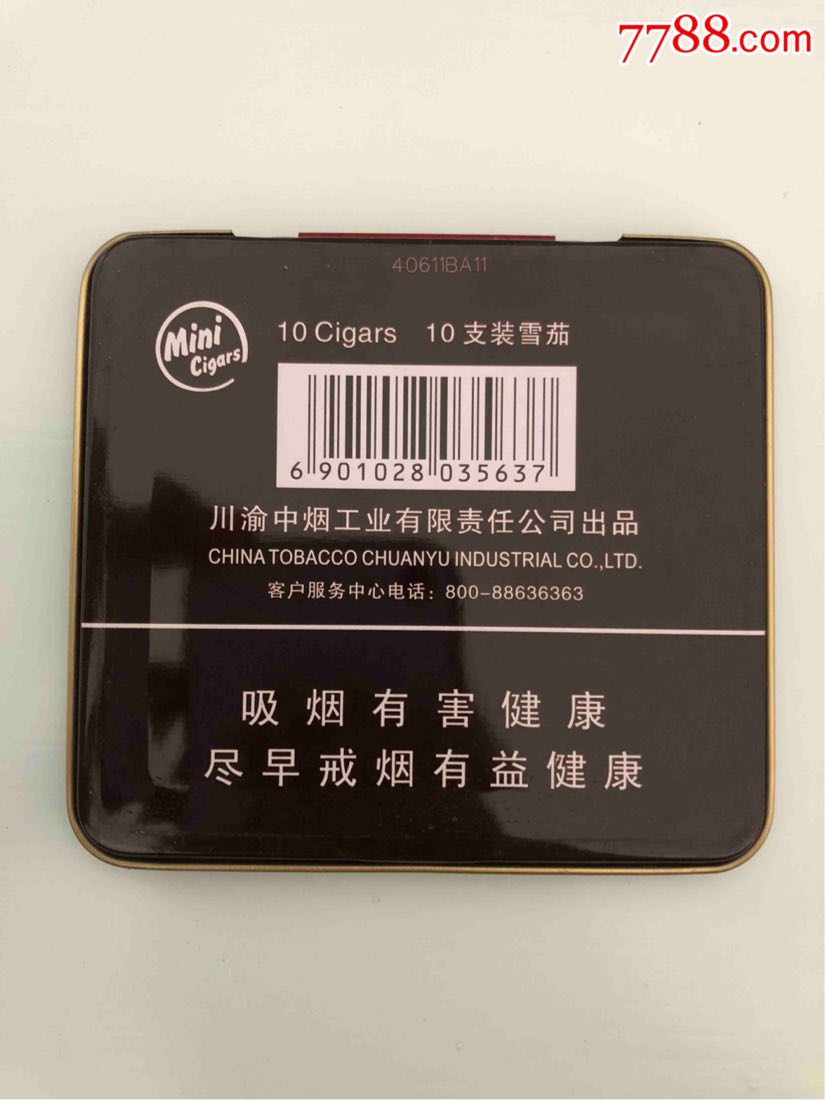 7788.com
40611BA11
Mini
Cigars
10 Cigars 10支装雪茄
6 901028 035637
川渝中烟工业有限责任公司出品
CHINA TOBACCO CHUANYU INDUSTRIAL CO.,LTD.
客户服务中心电话：800-88636363
吸烟有害健康
尽早戒烟有益健康